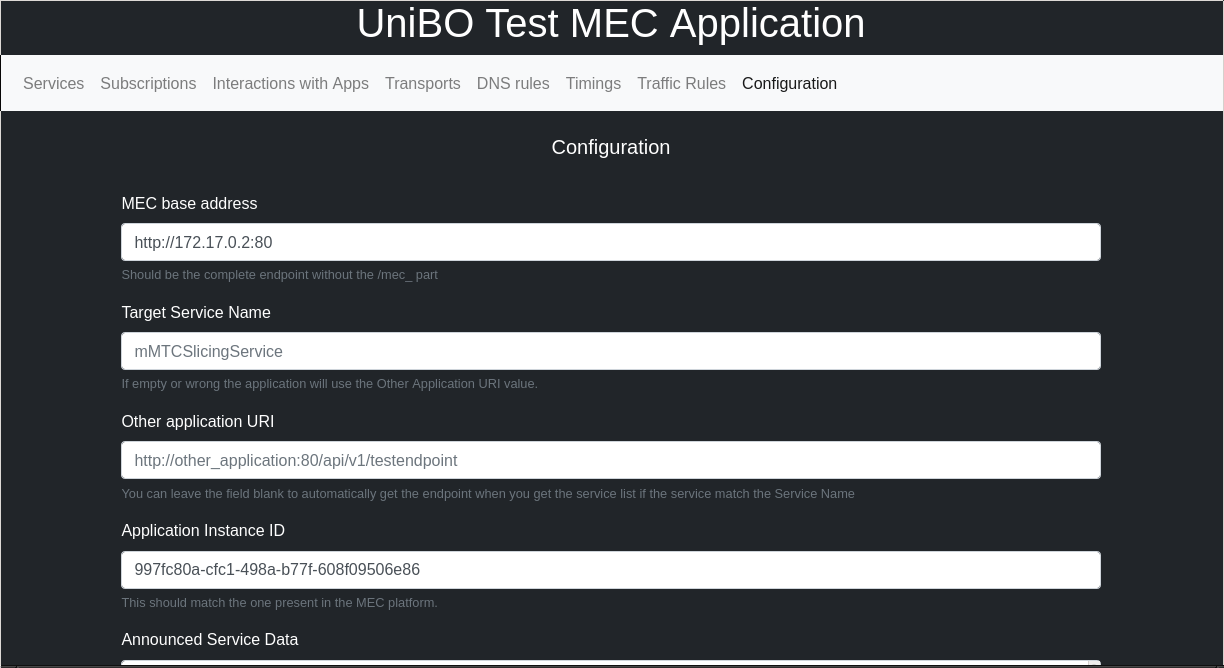 UniBO Test MEC Application
Services Subscriptions Interactions with Apps Transports DNS rules Timings Traffic Rules Configuration
Configuration
MEC base address
http://172.17.0.2:80
Should be the complete endpoint without the /mec_ part
Target Service Name
mMTCSlicingService
If empty or wrong the application will use the Other Application URI value.
Other application URI
http://other_application:80/api/v1/testendpoint
You can leave the field blank to automatically get the endpoint when you get the service list if the service match the Service Name
Application Instance ID
997fc80a-cfc1-498a-b77f-608f09506e86
This should match the one present in the MEC platform.
Announced Service Data